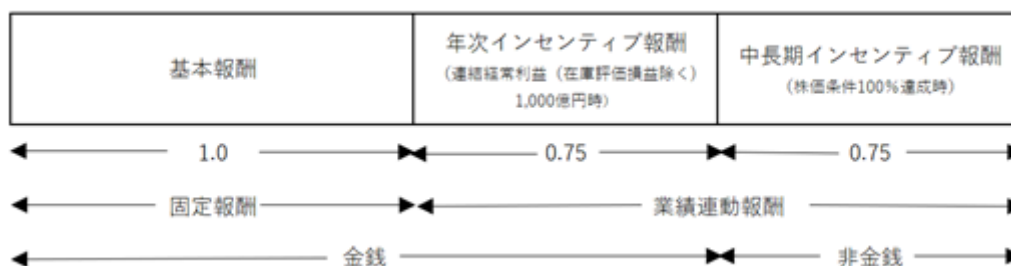 基本報酬
年次インセンティブ報酬
(連結経常利益（在庫評価損益除く）
1,000億円時)
中長期インセンティブ報酬
(株価条件100%達成時)
1.0
0.75
0.75
固定報酬
業績連動報酬
金銭
非金銭